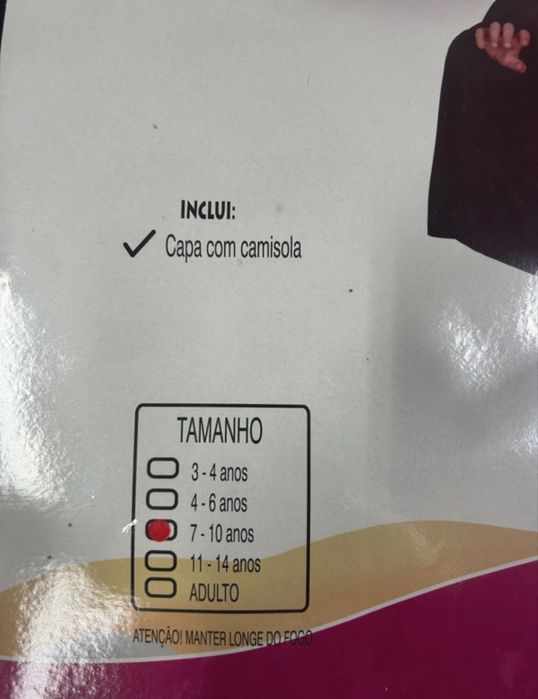 INCLUI:
Capa com camisola
TAMANHO
3 - 4 anos
4 - 6 anos
7 - 10 anos
11 - 14 anos
ADULTO
ATENÇÃO! MANTER LONGE DO FOGO